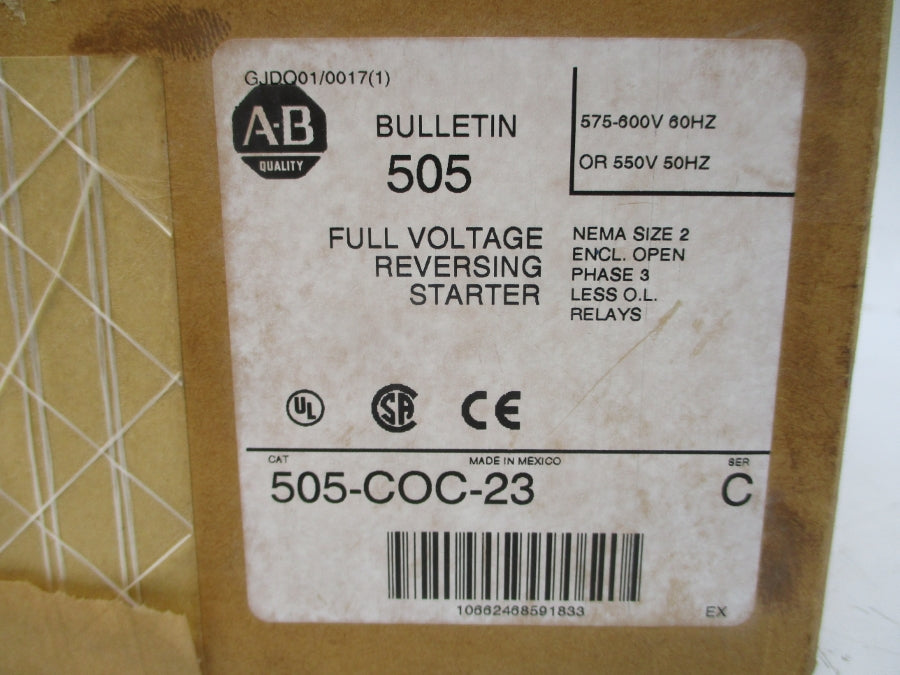 GJDQ01/0017(1)
A-B
QUALITY
BULLETIN
505
575-600V 60HZ
OR 550V 50HZ
FULL VOLTAGE
REVERSING
STARTER
NEMA SIZE 2
ENCL. OPEN
PHASE 3
LESS O.L.
RELAYS
UL
SA
CE
CAT
MADE IN MEXICO
SER
505-COC-23
C
10662468591833
EX